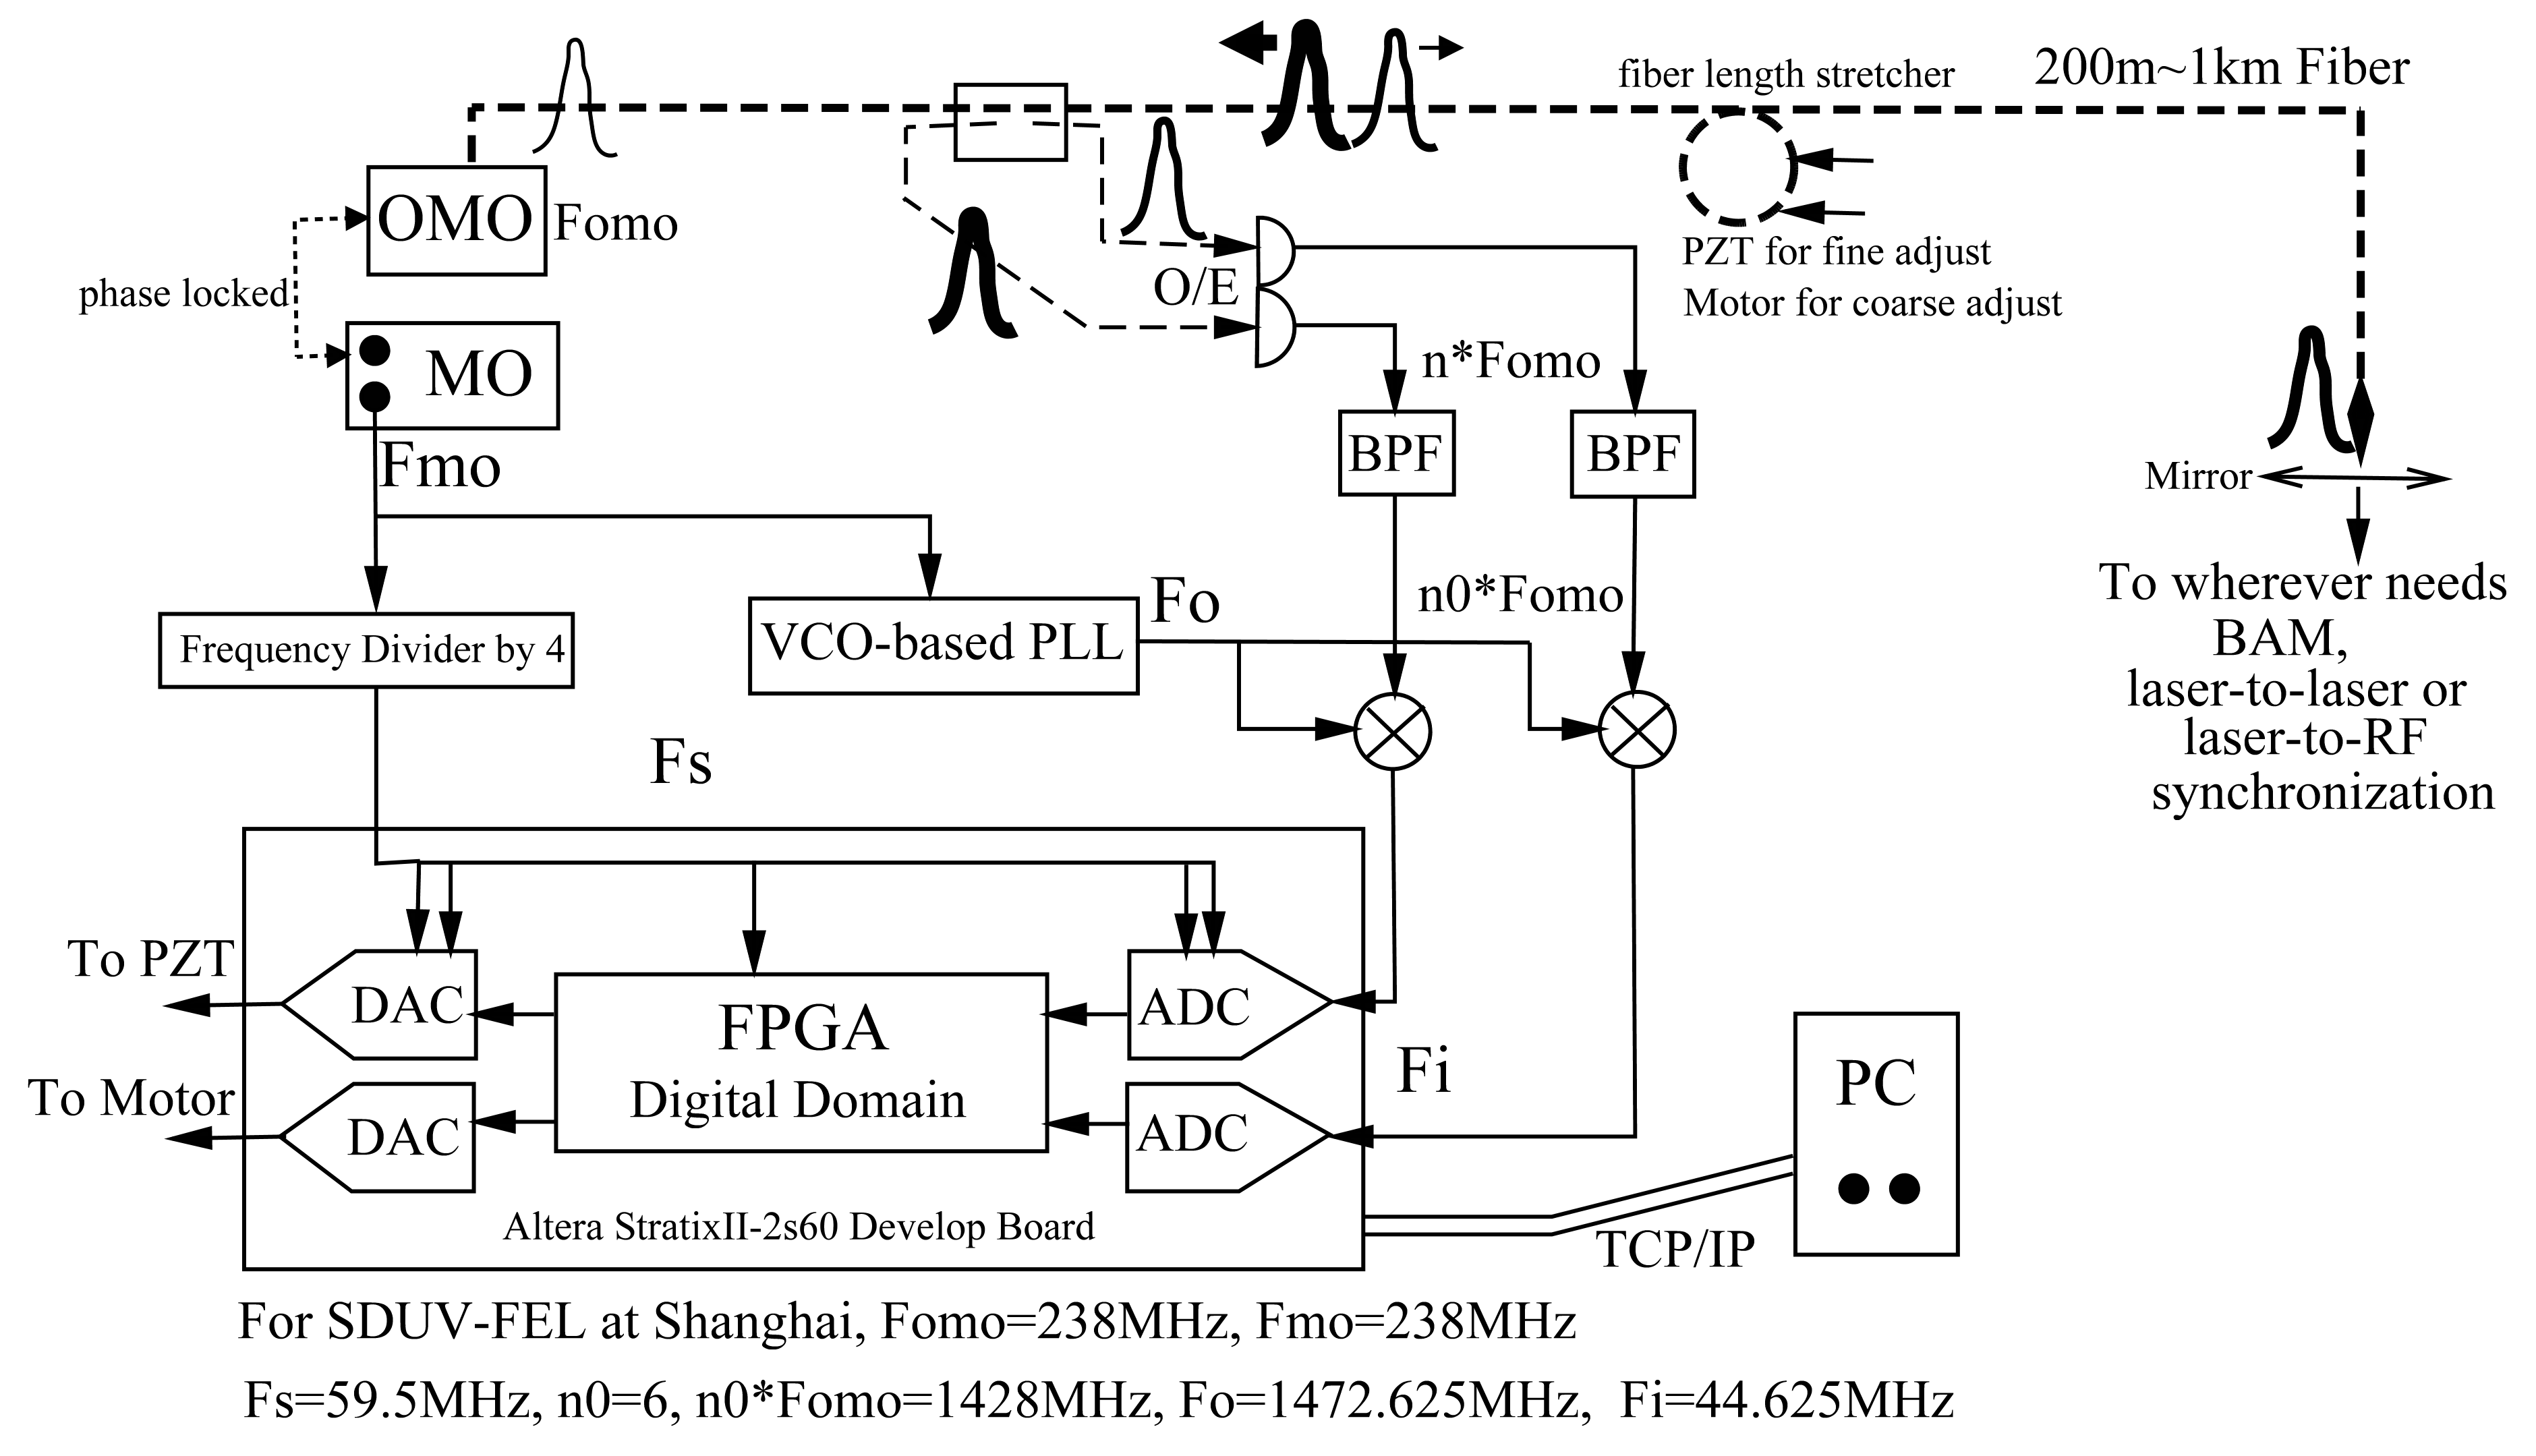 fiber length stretcher
200m~1km Fiber
OMO
Fomo
phase locked
O/E
PZT for fine adjust
Motor for coarse adjust
MO
n*Fomo
Fmo
BPF
BPF
Mirror
To wherever needs
BAM,
laser-to-laser or
laser-to-RF
synchronization
Frequency Divider by 4
VCO-based PLL
Fo
n0*Fomo
Fs
To PZT
DAC
FPGA
Digital Domain
ADC
Fi
PC
To Motor
DAC
ADC
Altera StratixII-2s60 Develop Board
TCP/IP
For SDUV-FEL at Shanghai, Fomo=238MHz, Fmo=238MHz
Fs=59.5MHz, n0=6, n0*Fomo=1428MHz, Fo=1472.625MHz, Fi=44.625MHz